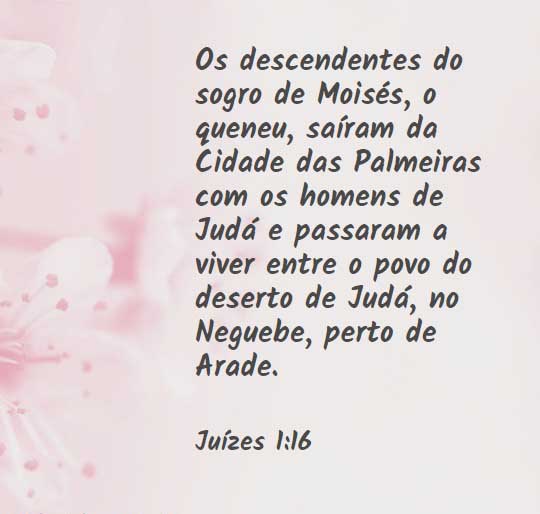 Os descendentes do
sogro de Moisés, o
queneu, saíram da
Cidade das Palmeiras
com os homens de
Judá e passaram a
viver entre o povo do
deserto de Judá, no
Neguebe, perto de
Arade.
Juízes 1:16